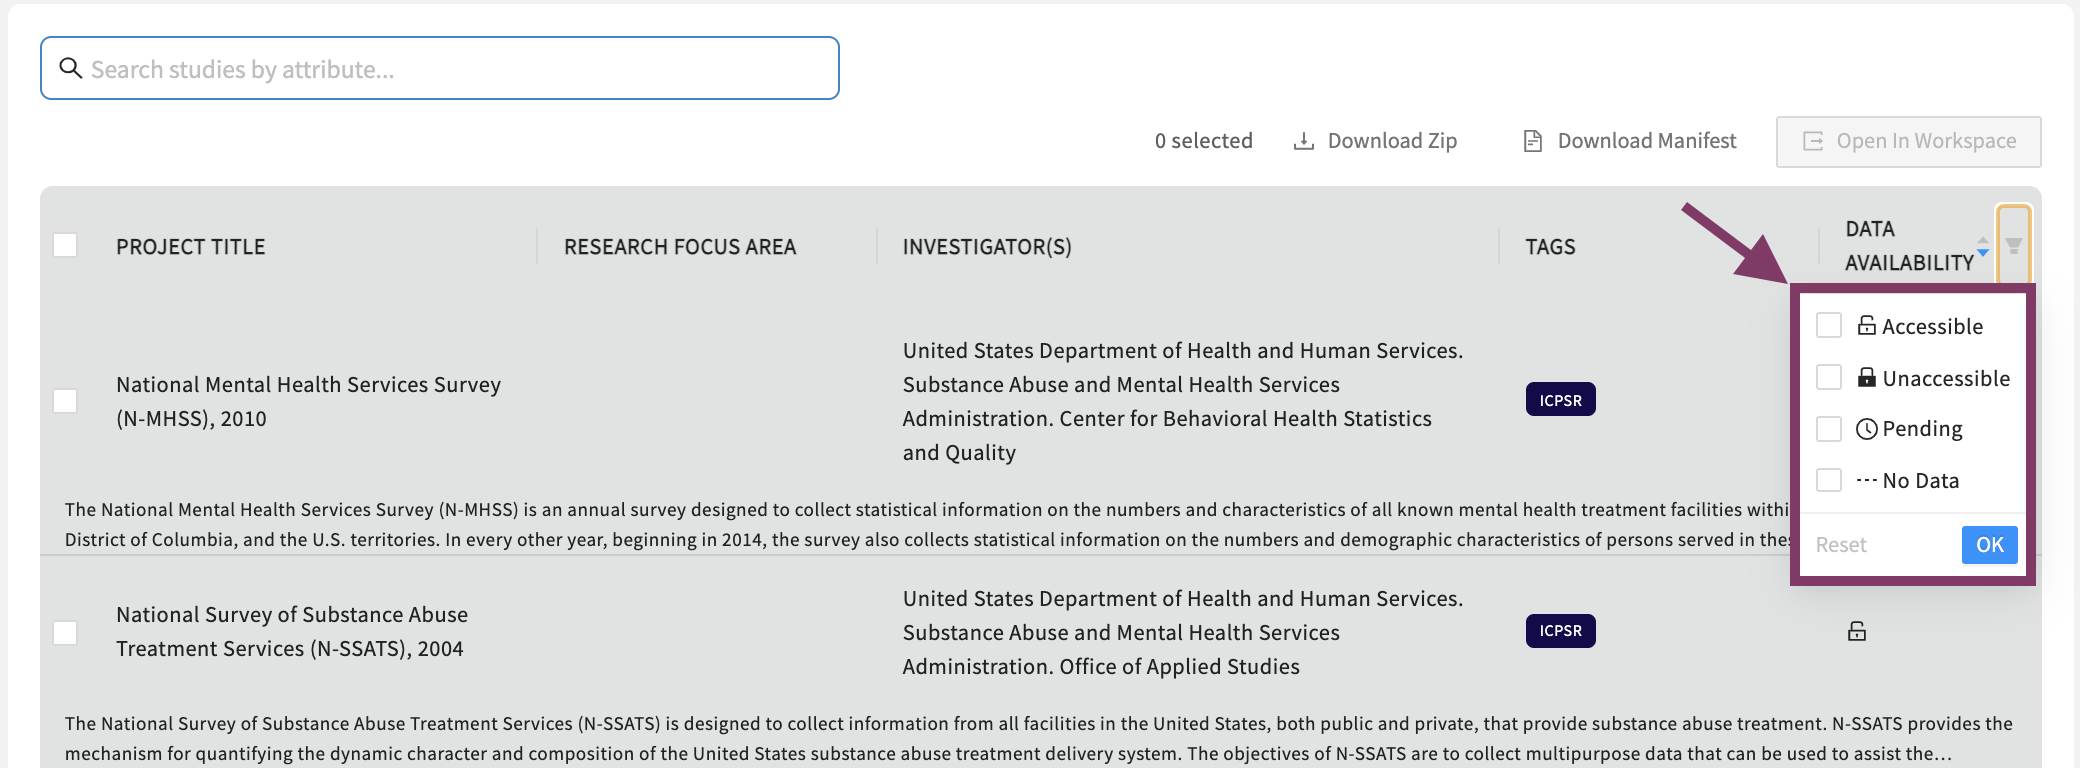 Search studies by attribute...
0 selected
Download Zip
Download Manifest
Open In Workspace
PROJECT TITLE
RESEARCH FOCUS AREA
INVESTIGATOR(S)
TAGS
DATA
AVAILABILITY
Accessible
Unaccessible
Pending
No Data
Reset
OK
National Mental Health Services Survey
(N-MHSS), 2010
United States Department of Health and Human Services.
Substance Abuse and Mental Health Services
Administration. Center for Behavioral Health Statistics
and Quality
ICPSR
The National Mental Health Services Survey (N-MHSS) is an annual survey designed to collect statistical information on the numbers and characteristics of all known mental health treatment facilities withi
District of Columbia, and the U.S. territories. In every other year, beginning in 2014, the survey also collects statistical information on the numbers and demographic characteristics of persons served in thes
National Survey of Substance Abuse
Treatment Services (N-SSATS), 2004
United States Department of Health and Human Services.
Substance Abuse and Mental Health Services
Administration. Office of Applied Studies
ICPSR
The National Survey of Substance Abuse Treatment Services (N-SSATS) is designed to collect information from all facilities in the United States, both public and private, that provide substance abuse treatment. N-SSATS provides the
mechanism for quantifying the dynamic character and composition of the United States substance abuse treatment delivery system. The objectives of N-SSATS are to collect multipurpose data that can be used to assist the...